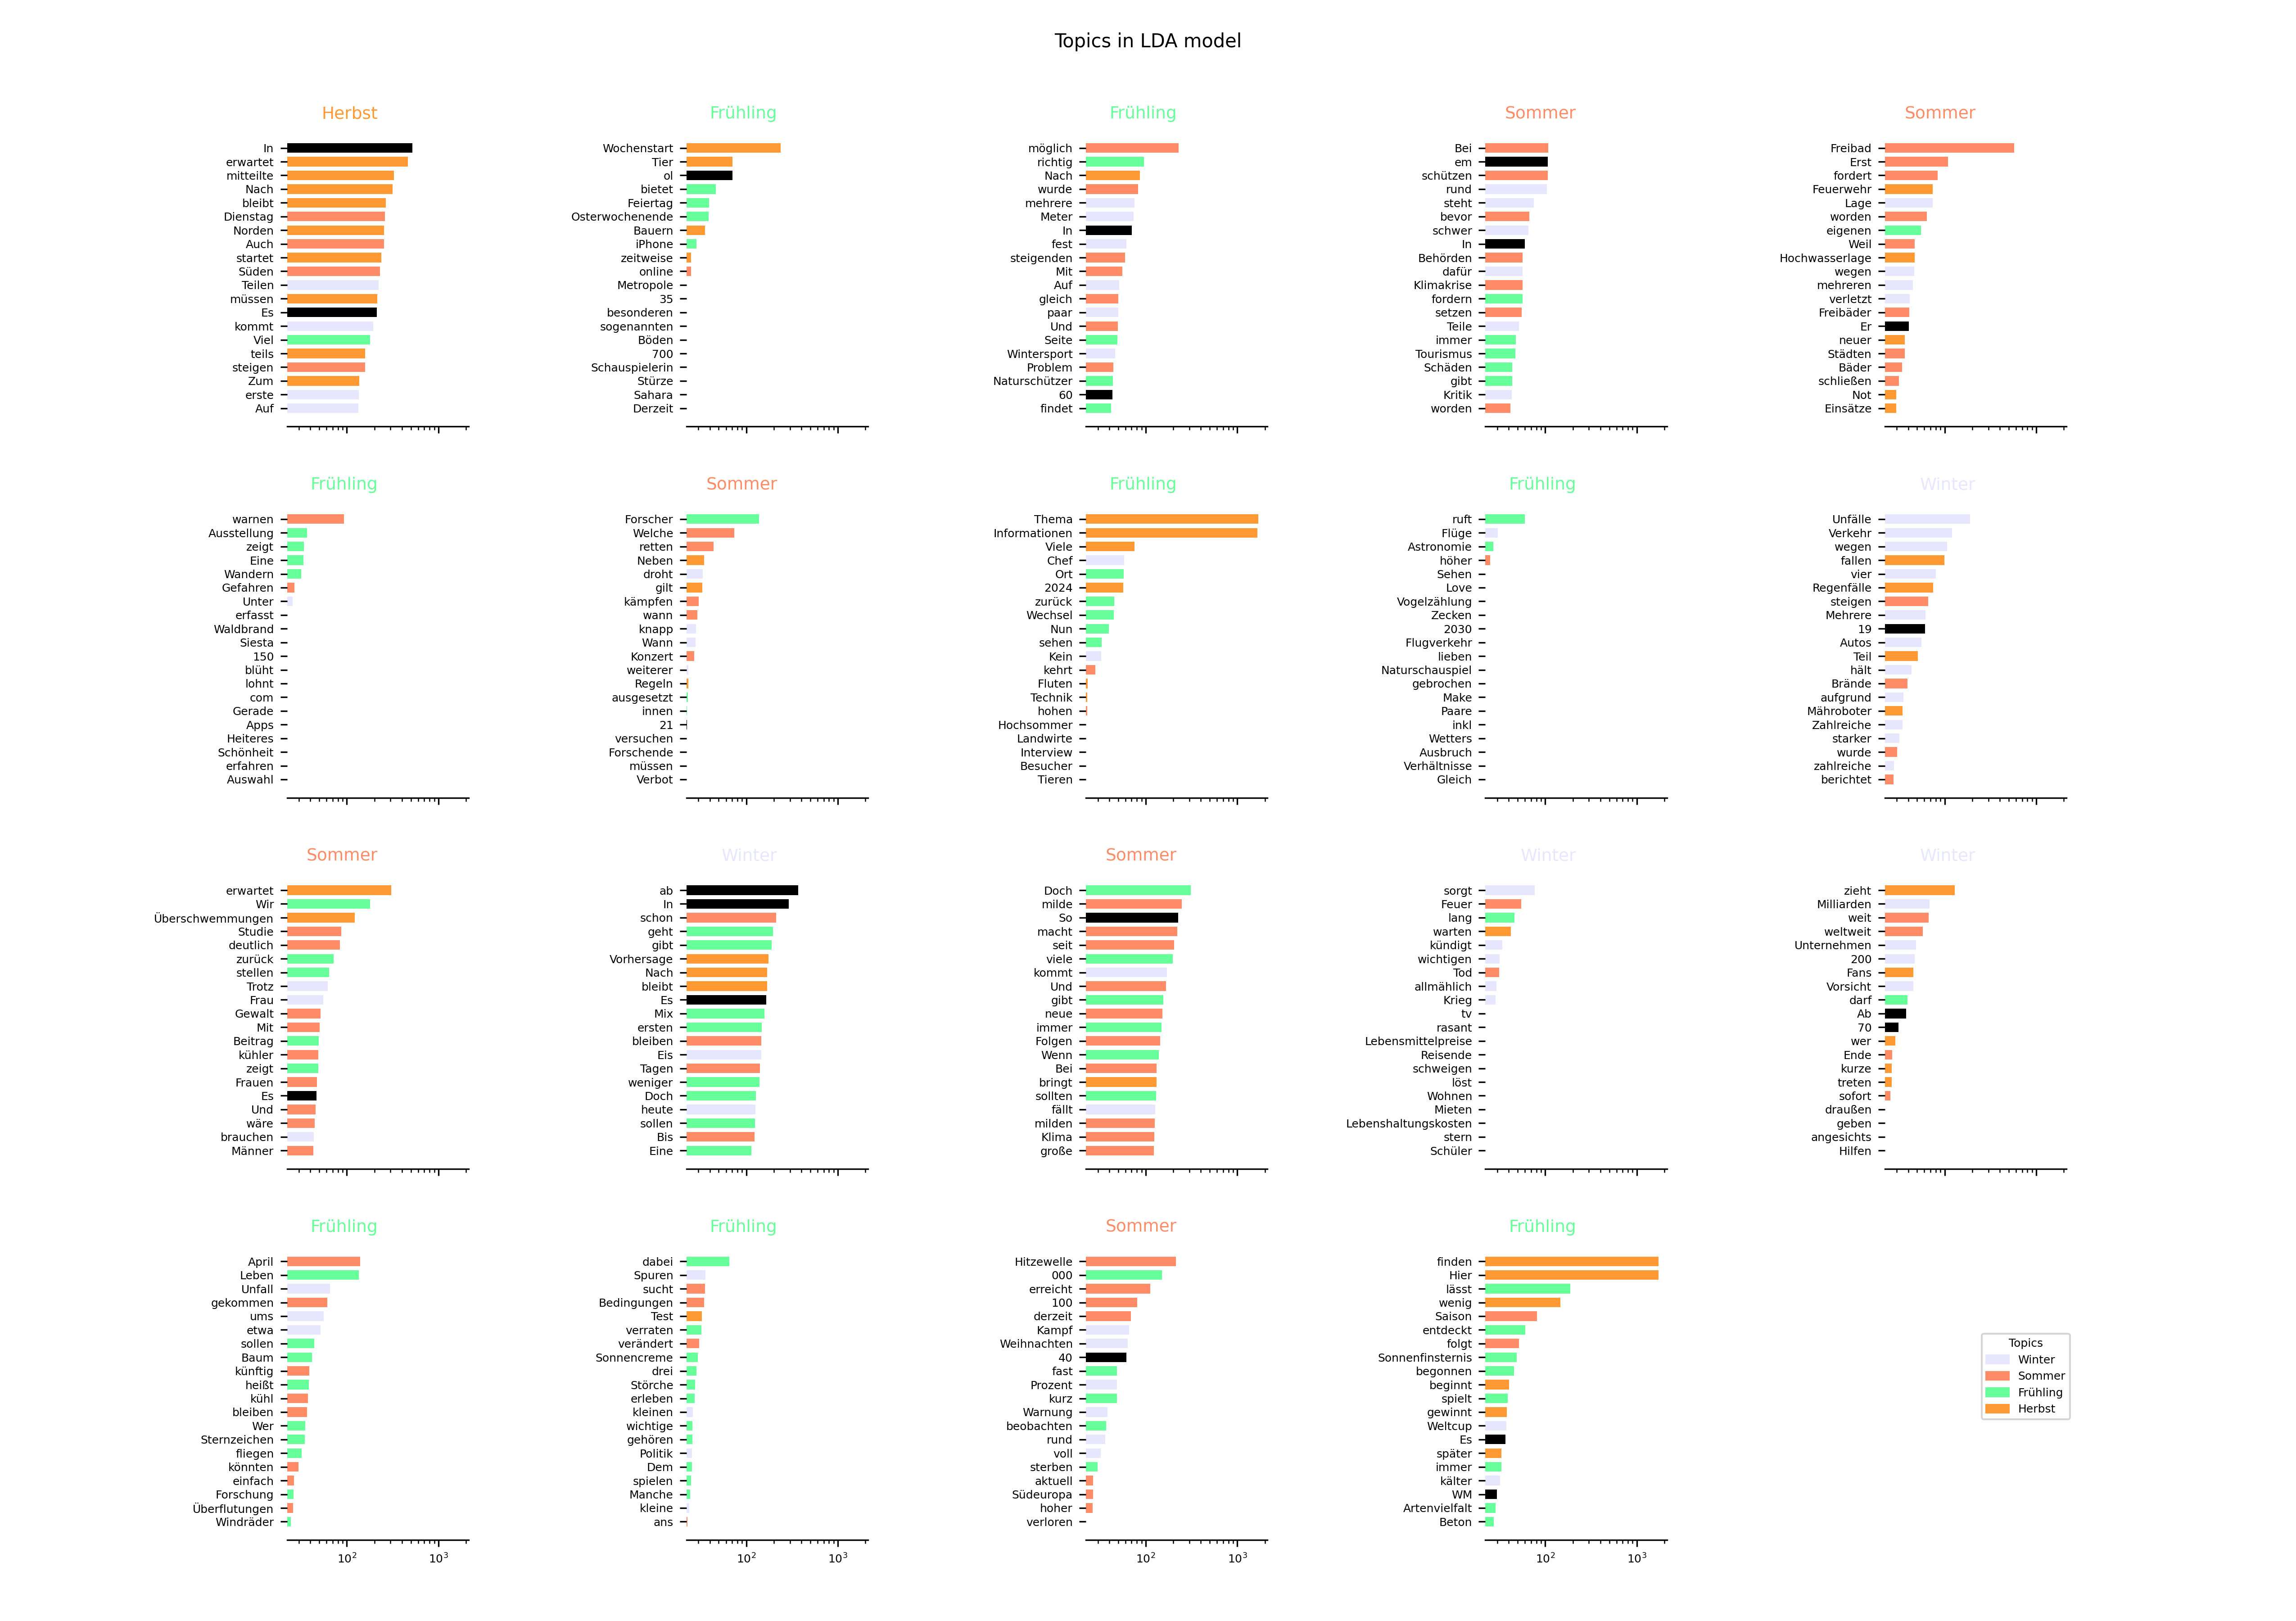 Topics in LDA model
Herbst
In
erwartet
mitteilte
Nach
bleibt
Dienstag
Norden
Auch
startet
Süden
Teilen
müssen
Es
kommt
Viel
teils
steigen
Zum
erste
Auf
Frühling
Wochenstart
Tier
ol
bietet
Feiertag
Osterwochenende
Bauern
iPhone
zeitweise
online
Metropole
35
besonderen
sogenannten
Böden
700
Schauspielerin
Stürze
Sahara
Derzeit
Frühling
möglich
richtig
Nach
wurde
mehrere
Meter
In
fest
steigenden
Mit
Auf
gleich
paar
Und
Seite
Wintersport
Problem
Naturschützer
60
findet
Sommer
Bei
em
schützen
rund
steht
bevor
schwer
In
Behörden
dafür
Klimakrise
fordern
setzen
Teile
immer
Tourismus
Schäden
gibt
Kritik
worden
Sommer
Freibad
Erst
fordert
Feuerwehr
Lage
worden
eigenen
Weil
Hochwasserlage
wegen
mehreren
verletzt
Freibäder
Er
neuer
Städten
Bäder
schließen
Not
Einsätze
Frühling
warnen
Ausstellung
zeigt
Eine
Wandern
Gefahren
Unter
erfasst
Waldbrand
Siesta
150
blüht
lohnt
com
Gerade
Apps
Heiteres
Schönheit
erfahren
Auswahl
Sommer
Forscher
Welche
retten
Neben
droht
gilt
kämpfen
wann
knapp
Wann
Konzert
weiterer
Regeln
ausgesetzt
innen
21
versuchen
Forschende
müssen
Verbot
Frühling
Thema
Informationen
Viele
Chef
Ort
2024
zurück
Wechsel
Nun
sehen
Kein
kehrt
Fluten
Technik
hohen
Hochsommer
Landwirte
Interview
Besucher
Tieren
Frühling
ruft
Flüge
Astronomie
höher
Sehen
Love
Vogelzählung
Zecken
2030
Flugverkehr
lieben
Naturschauspiel
gebrochen
Make
Paare
inkl
Wetters
Ausbruch
Verhältnisse
Gleich
Winter
Unfälle
Verkehr
wegen
fallen
vier
Regenfälle
steigen
Mehrere
19
Autos
Teil
hält
Brände
aufgrund
Mähroboter
Zahlreiche
starker
wurde
zahlreiche
berichtet
Sommer
erwartet
Wir
Überschwemmungen
Studie
deutlich
zurück
stellen
Trotz
Frau
Gewalt
Mit
Beitrag
kühler
zeigt
Frauen
Es
Und
wäre
brauchen
Männer
Winter
ab
In
schon
geht
gibt
Vorhersage
Nach
bleibt
Es
Mix
ersten
bleiben
Eis
Tagen
weniger
Doch
heute
sollen
Bis
Eine
Sommer
Doch
milde
So
macht
seit
viele
kommt
Und
gibt
neue
immer
Folgen
Wenn
Bei
bringt
sollten
fällt
milden
Klima
große
Winter
sorgt
Feuer
lang
warten
kündigt
wichtigen
Tod
allmählich
Krieg
tv
rasant
Lebensmittelpreise
Reisende
schweigen
löst
Wohnen
Mieten
Lebenshaltungskosten
stern
Schüler
Winter
zieht
Milliarden
weit
weltweit
Unternehmen
200
Fans
Vorsicht
darf
Ab
70
wer
Ende
kurze
treten
sofort
draußen
geben
angesichts
Hilfen
Frühling
April
Leben
Unfall
gekommen
ums
etwa
sollen
Baum
künftig
heißt
kühl
bleiben
Wer
Sternzeichen
fliegen
könnten
einfach
Forschung
Überflutungen
Windräder
10²
10³
Frühling
dabei
Spuren
sucht
Bedingungen
Test
verraten
verändert
Sonnencreme
drei
Störche
erleben
kleinen
wichtige
gehören
Politik
Dem
spielen
Manche
kleine
ans
10²
10³
Sommer
Hitzewelle
000
erreicht
100
derzeit
Kampf
Weihnachten
40
fast
Prozent
kurz
Warnung
beobachten
rund
voll
sterben
aktuell
Südeuropa
hoher
verloren
10²
10³
Frühling
finden
Hier
lässt
wenig
Saison
entdeckt
folgt
Sonnenfinsternis
begonnen
beginnt
spielt
gewinnt
Weltcup
Es
später
immer
kälter
WM
Artenvielfalt
Beton
10²
10³
Topics
Winter
Sommer
Frühling
Herbst